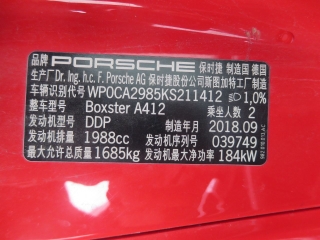 品牌 PORSCHE 保时捷 制造国 德国
生产厂 Dr. Ing. h.c. F. Porsche AG 保时捷股份公司斯图加特工厂制造
车辆识别代号 WP0CA2985KS211412 1,0%
整车型号 Boxster A412 乘坐人数 2
发动机型号 DDP 制造年月 2018.09
发动机排量 1988cc 发动机号 039749
最大允许总质量 1685kg 发动机最大净功率 184kW